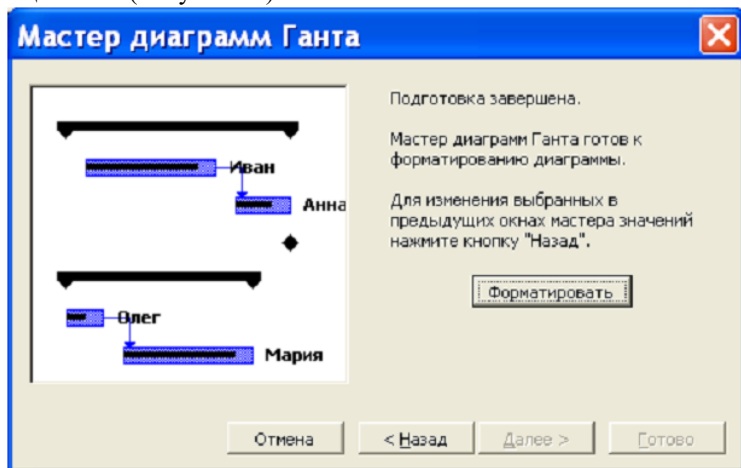 Мастер диаграмм Ганта
Подготовка завершена.
Мастер диаграмм Ганта готов к
форматированию диаграммы.
Для изменения выбранных в
предыдущих окнах мастера значений
нажмите кнопку "Назад".
Форматировать
Иван
Анна
Олег
Мария
Отмена
< Назад
Далее >
Готово